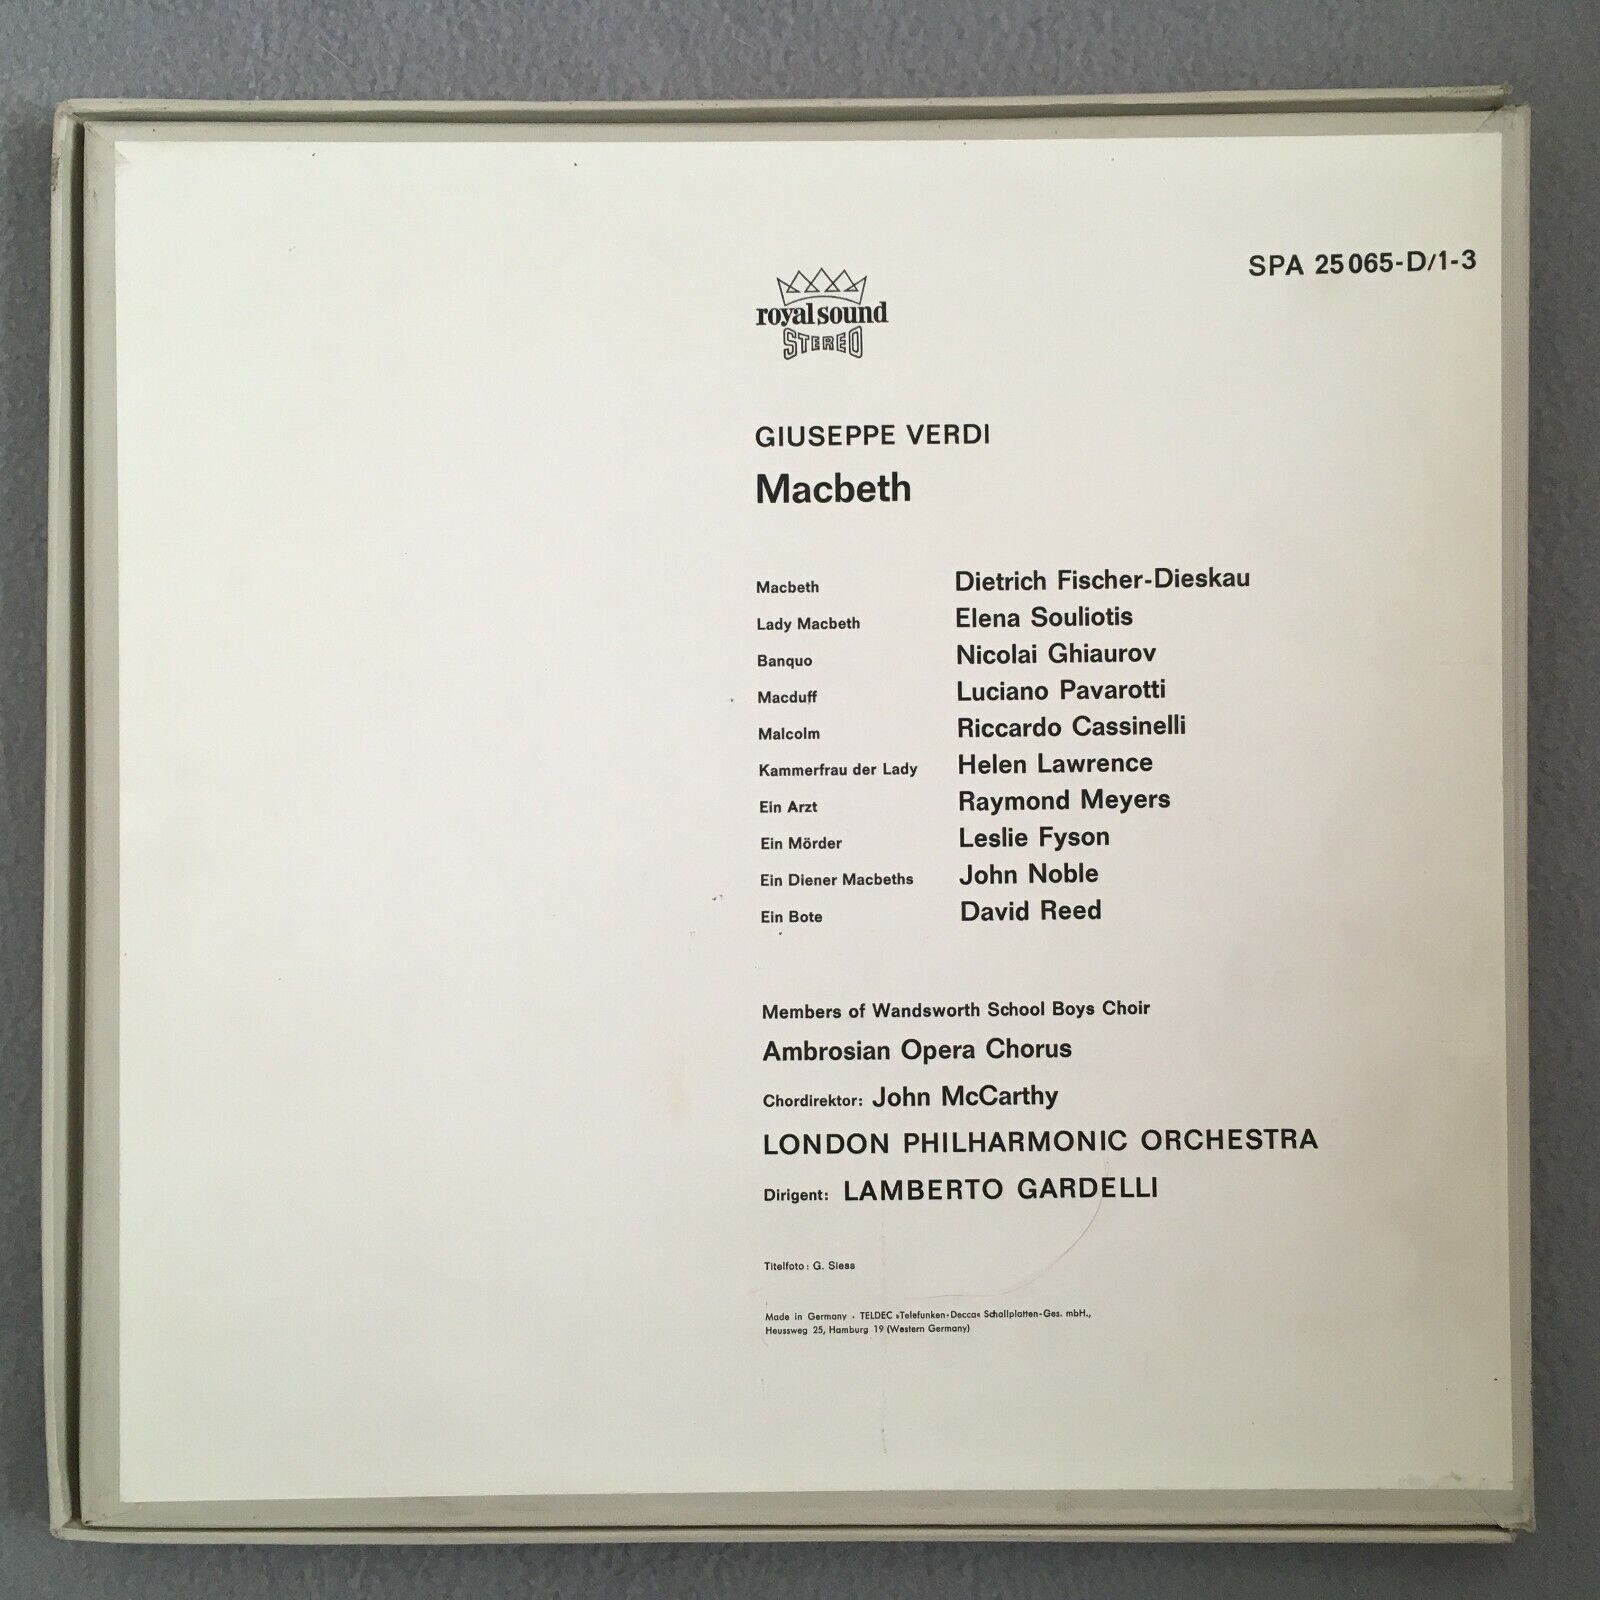 SPA 25 065-D/1-3
royal sound
STEREO
GIUSEPPE VERDI
Macbeth
Macbeth Dietrich Fischer-Dieskau
Lady Macbeth Elena Souliotis
Banquo Nicolai Ghiaurov
Macduff Luciano Pavarotti
Malcolm Riccardo Cassinelli
Kammerfrau der Lady Helen Lawrence
Ein Arzt Raymond Meyers
Ein Mörder Leslie Fyson
Ein Diener Macbeths John Noble
Ein Bote David Reed
Members of Wandsworth School Boys Choir
Ambrosian Opera Chorus
Chordirektor: John McCarthy
LONDON PHILHARMONIC ORCHESTRA
Dirigent: LAMBERTO GARDELLI
Titelfoto: G. Siess
Made in Germany · TELDEC »Telefunken-Decca« Schallplatten-Ges. mbH.,
Heussweg 25, Hamburg 19 (Western Germany)